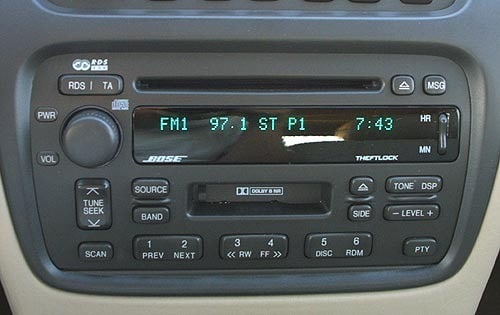 RDS
RDS | TA
MSG
PWR
FM1 97.1 ST P1 7:43
HR
BOSE
THEFTLOCK
MN
VOL
TUNE
SEEK
SOURCE
DOLBY B NR
TONE DSP
BAND
SIDE
- LEVEL +
SCAN
1 2
PREV NEXT
3 4
<< RW FF >>
5 6
DISC RDM
PTY